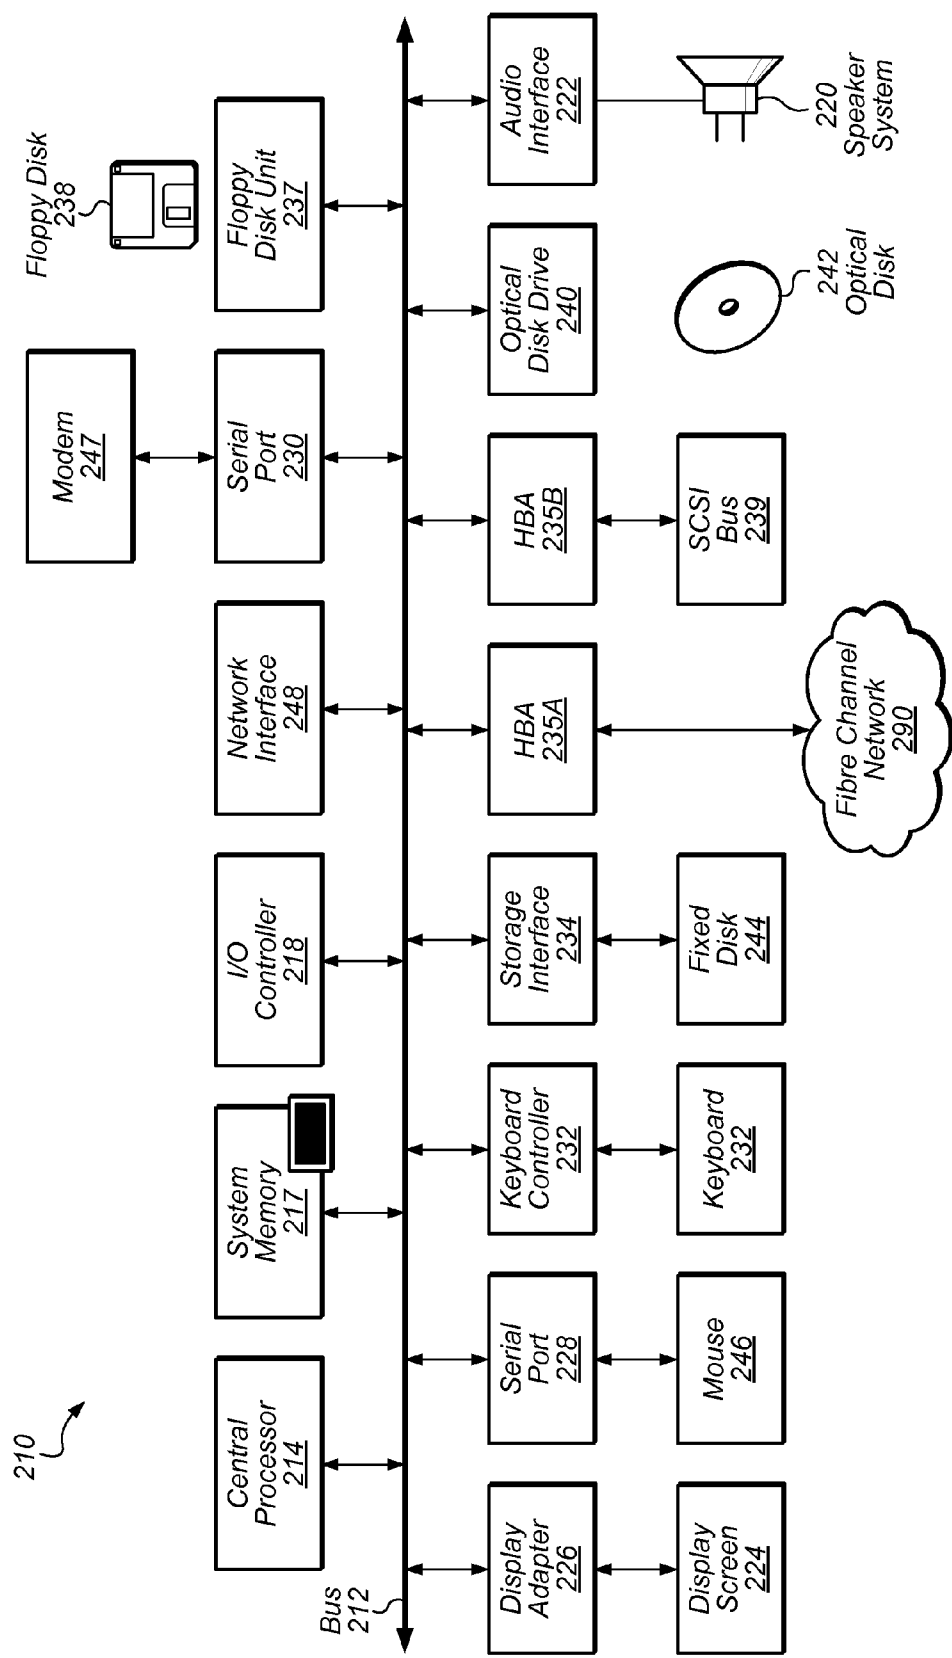 210
Modem
247
Floppy Disk
238
Central
Processor
214
System
Memory
217
I/O
Controller
218
Network
Interface
248
Serial
Port
230
Floppy
Disk Unit
237
Bus
212
Display
Adapter
226
Serial
Port
228
Keyboard
Controller
232
Storage
Interface
234
HBA
235A
HBA
235B
Optical
Disk Drive
240
Audio
Interface
222
Display
Screen
224
Mouse
246
Keyboard
232
Fixed
Disk
244
Fibre Channel
Network
290
SCSI
Bus
239
242
Optical
Disk
220
Speaker
System